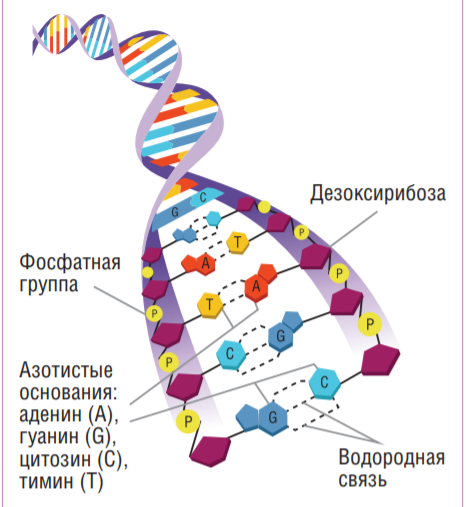 G C
Дезоксирибоза
T P
A
Фосфатная
группа
P
A
T P
P
G
C
P
C
Азотистые
основания:
аденин (А),
гуанин (G),
цитозин (С),
тимин (Т)
P
G
Водородная
связь